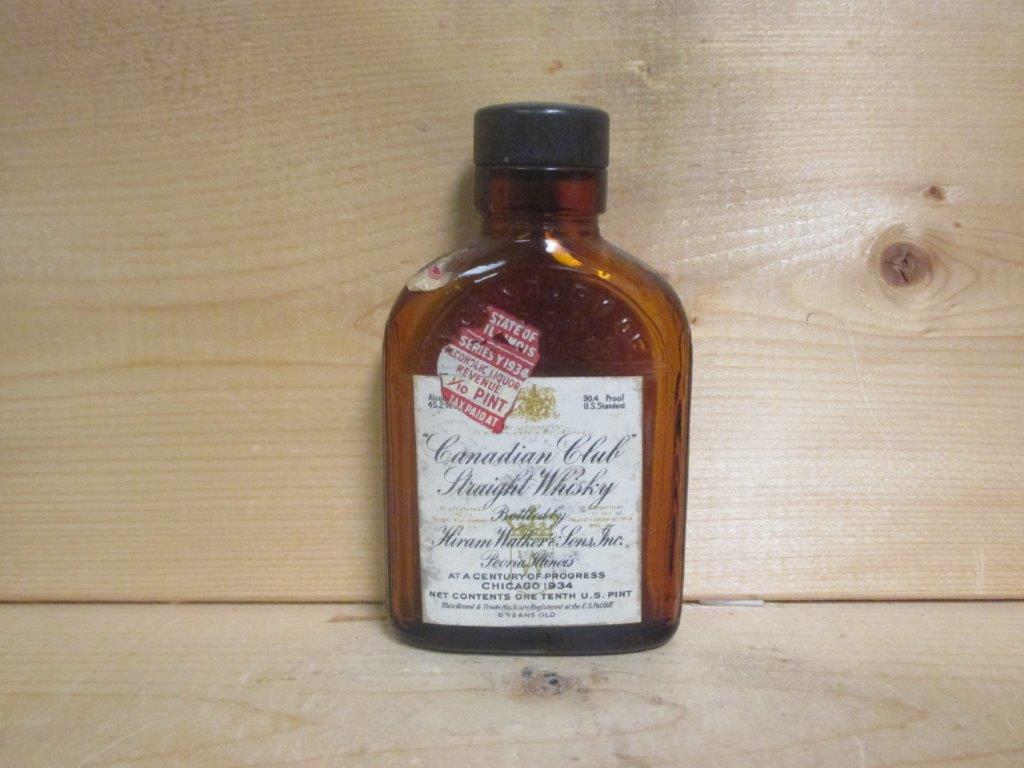 STATE OF
ILLINOIS
SERIES Y 1934
ALCOHOLIC LIQUOR
REVENUE
1/10 PINT
TAX PAID AT
90.4 Proof
U.S. Standard
"Canadian Club"
Straight Whisky
Bottled by
Hiram Walker & Sons, Inc.
Peoria, Illinois
AT A CENTURY OF PROGRESS
CHICAGO 1934
NET CONTENTS ONE TENTH U.S. PINT
This Brand & Trade Mark are Registered at the U.S. Pat. Off.
6 YEARS OLD